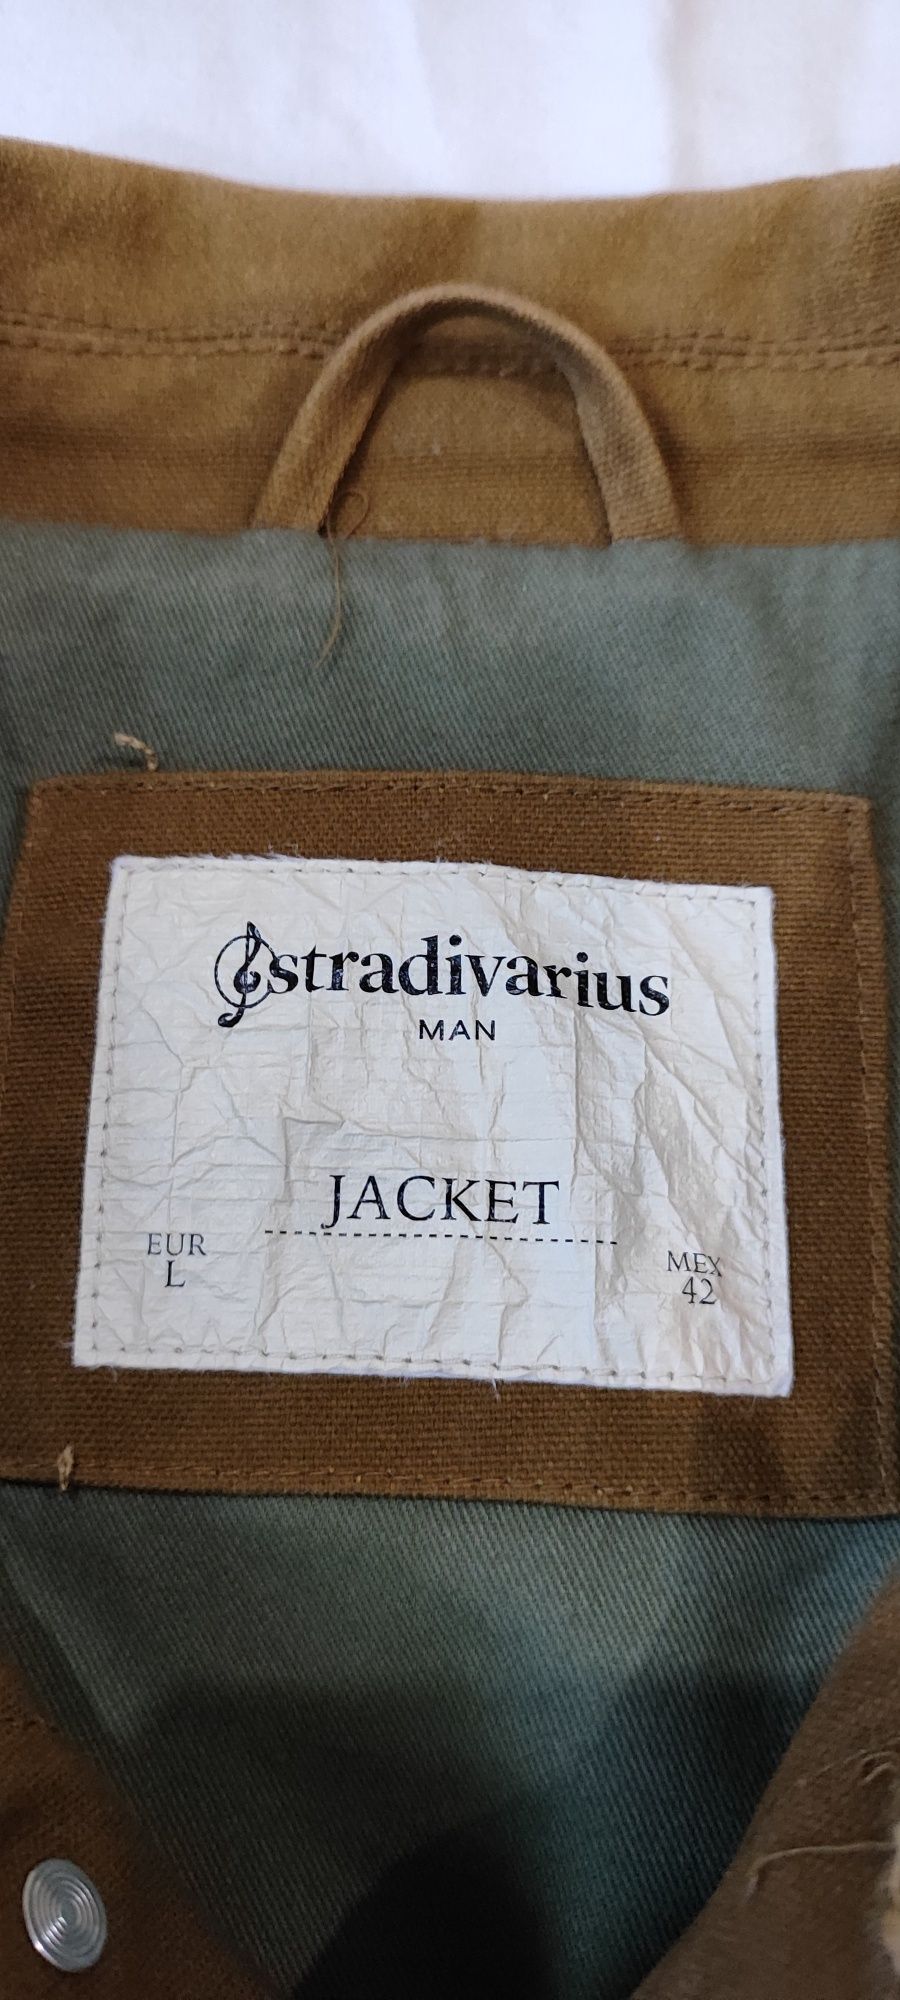 stradivarius
MAN
JACKET
EUR
L
MEX
42